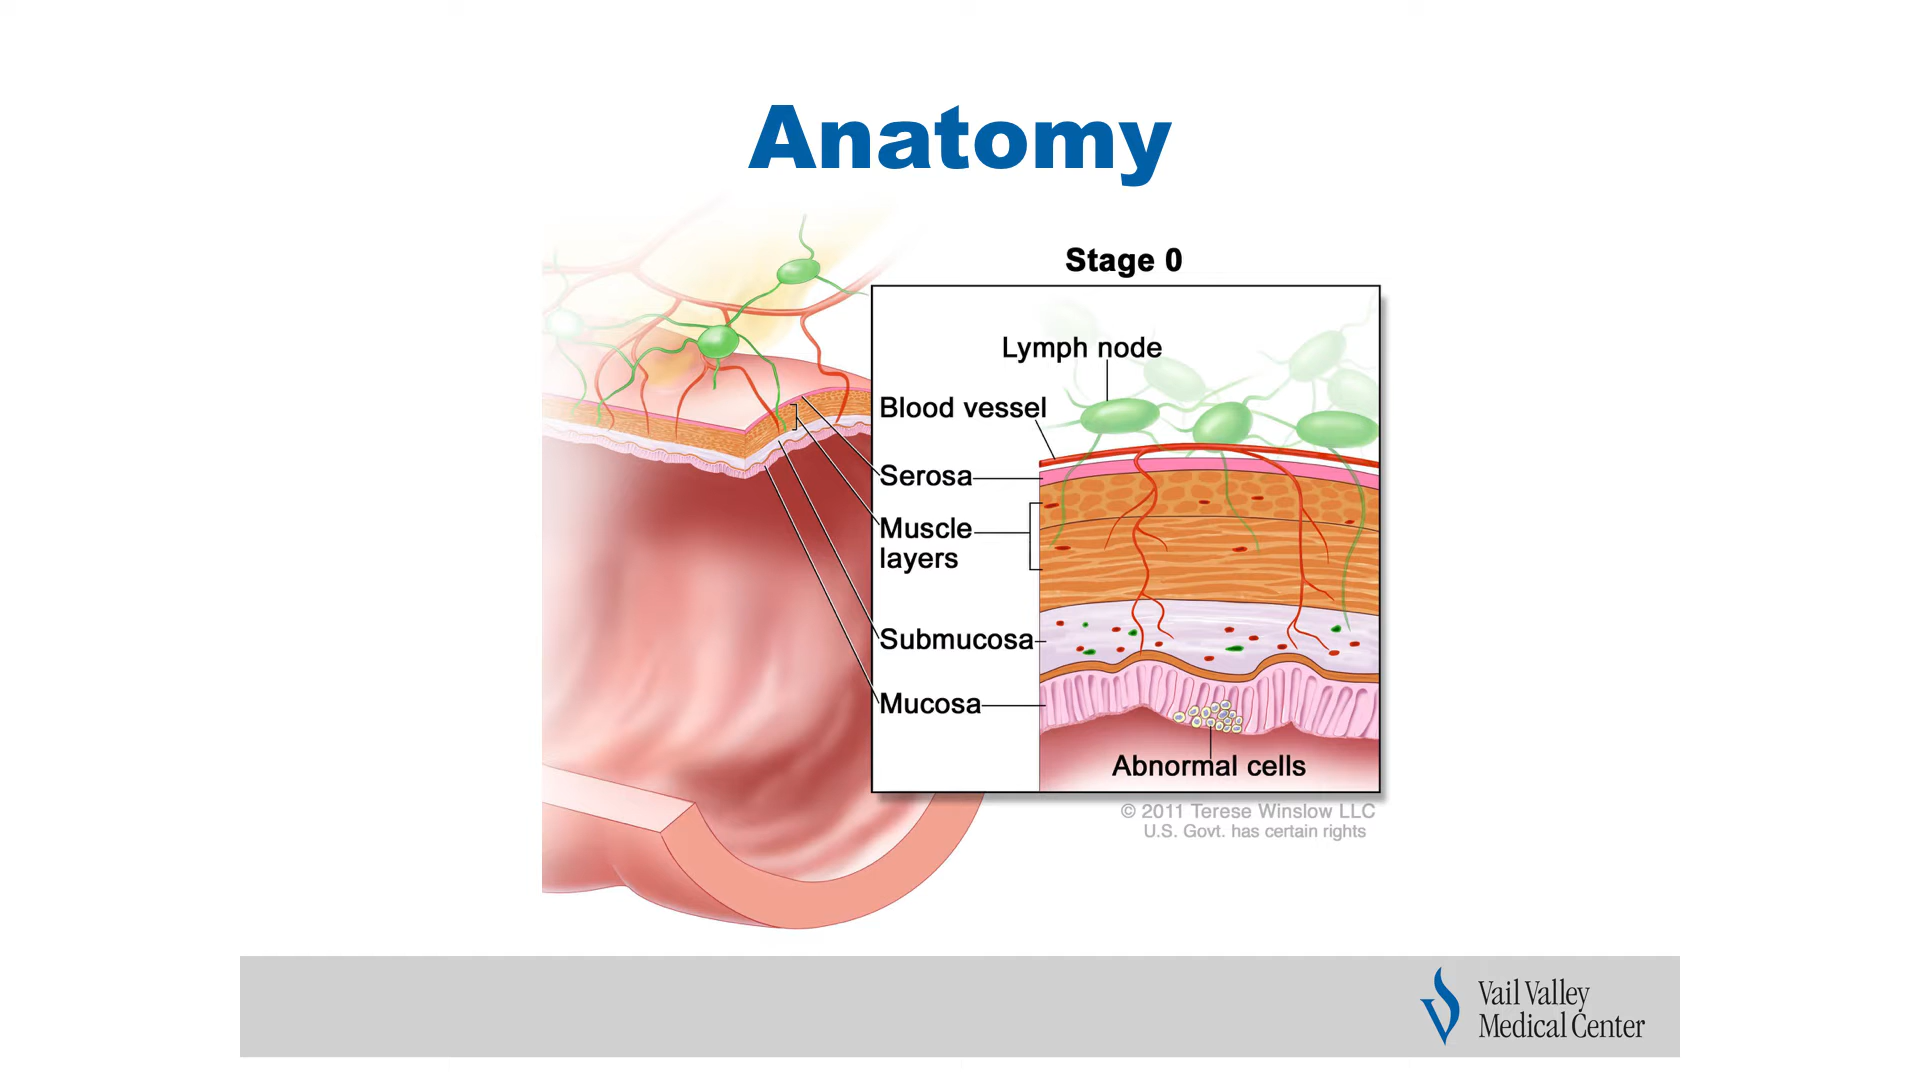 Anatomy
Stage 0
Lymph node
Blood vessel
Serosa
Muscle
layers
Submucosa
Mucosa
Abnormal cells
© 2011 Terese Winslow LLC
U.S. Govt. has certain rights
Vail Valley
Medical Center